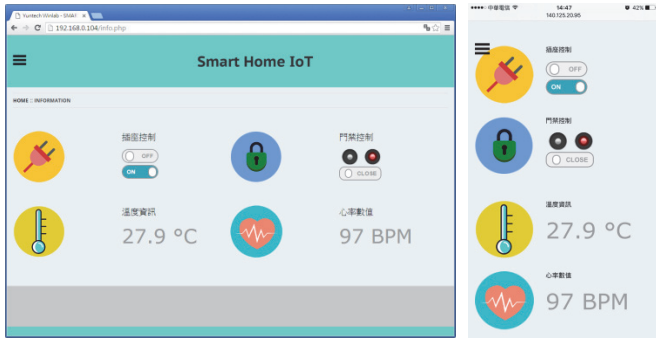 Yuntech Winlab - SMAR
192.168.0.104/info.php
Smart Home IoT
HOME :: INFORMATION
插座控制
OFF
ON
門禁控制
CLOSE
溫度資訊
27.9 °C
心率數值
97 BPM
中華電信
14:47
42%
140.125.20.95
插座控制
OFF
ON
門禁控制
CLOSE
溫度資訊
27.9 °C
心率數值
97 BPM